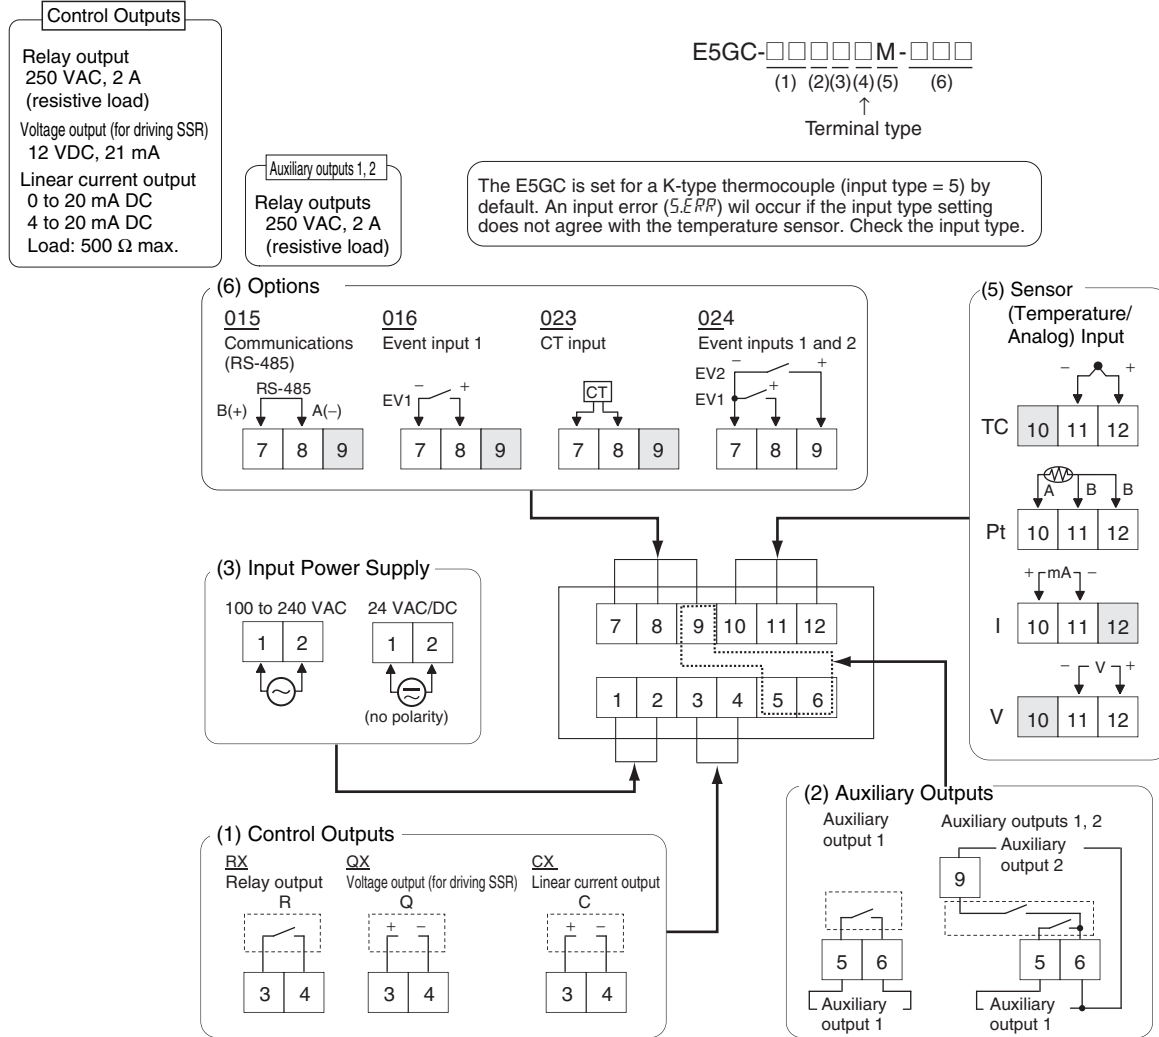 Control Outputs
Relay output
250 VAC, 2 A
(resistive load)
Voltage output (for driving SSR)
12 VDC, 21 mA
Linear current output
0 to 20 mA DC
4 to 20 mA DC
Load: 500 Ω max.
Auxiliary outputs 1, 2
Relay outputs
250 VAC, 2 A
(resistive load)
E5GC-□□□□□M-□□□
(1) (2)(3)(4)(5) (6)
↑
Terminal type
The E5GC is set for a K-type thermocouple (input type = 5) by
default. An input error (S.ERR) wil occur if the input type setting
does not agree with the temperature sensor. Check the input type.
(6) Options
015
Communications
(RS-485)
RS-485
B(+) A(−)
7 8 9
016
Event input 1
EV1 − +
7 8 9
023
CT input
CT
7 8 9
024
Event inputs 1 and 2
− +
EV2
EV1 +
7 8 9
(5) Sensor
(Temperature/
Analog) Input
− +
TC 10 11 12
A B B
Pt 10 11 12
+ mA −
I 10 11 12
− V +
V 10 11 12
(3) Input Power Supply
100 to 240 VAC
1 2
24 VAC/DC
1 2
(no polarity)
7 8 9 10 11 12
1 2 3 4 5 6
(1) Control Outputs
RX
Relay output
R
3 4
QX
Voltage output (for driving SSR)
Q
+ −
3 4
CX
Linear current output
C
+ −
3 4
(2) Auxiliary Outputs
Auxiliary
output 1
5 6
Auxiliary
output 1
Auxiliary outputs 1, 2
Auxiliary
output 2
9
5 6
Auxiliary
output 1